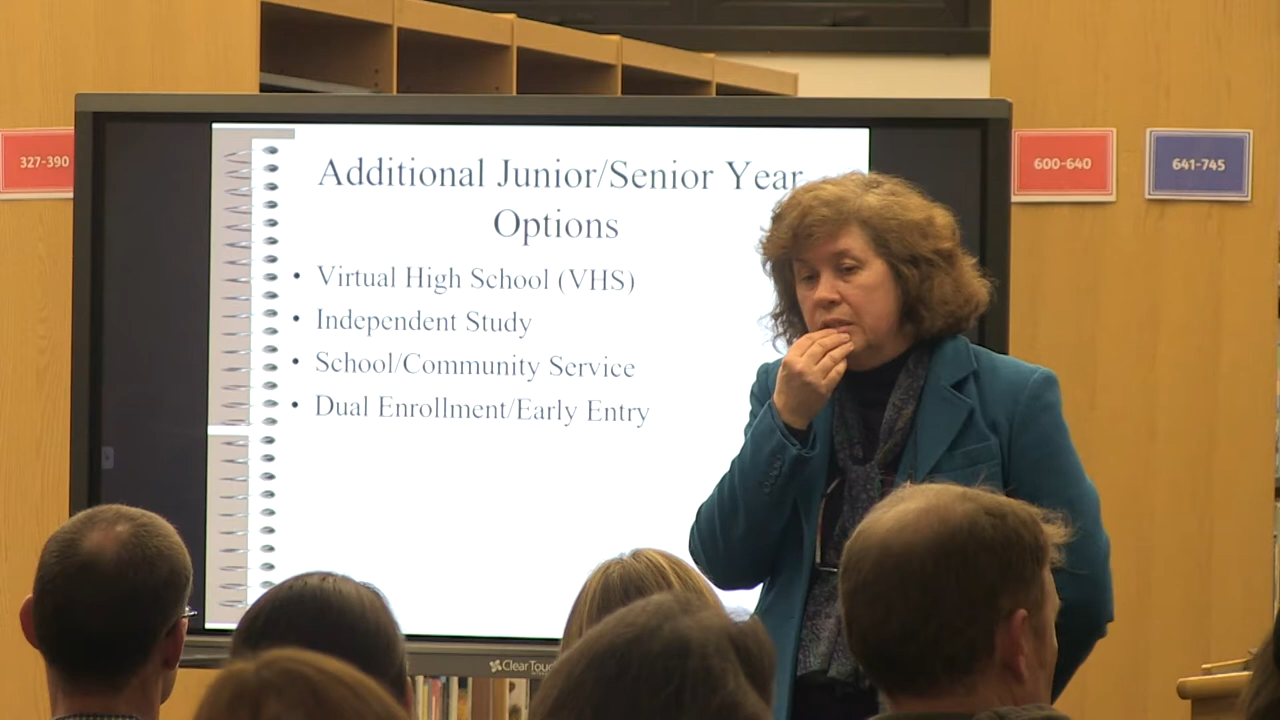 327-390
Additional Junior/Senior Year
Options
• Virtual High School (VHS)
• Independent Study
• School/Community Service
• Dual Enrollment/Early Entry
600-640
641-745
ClearTou